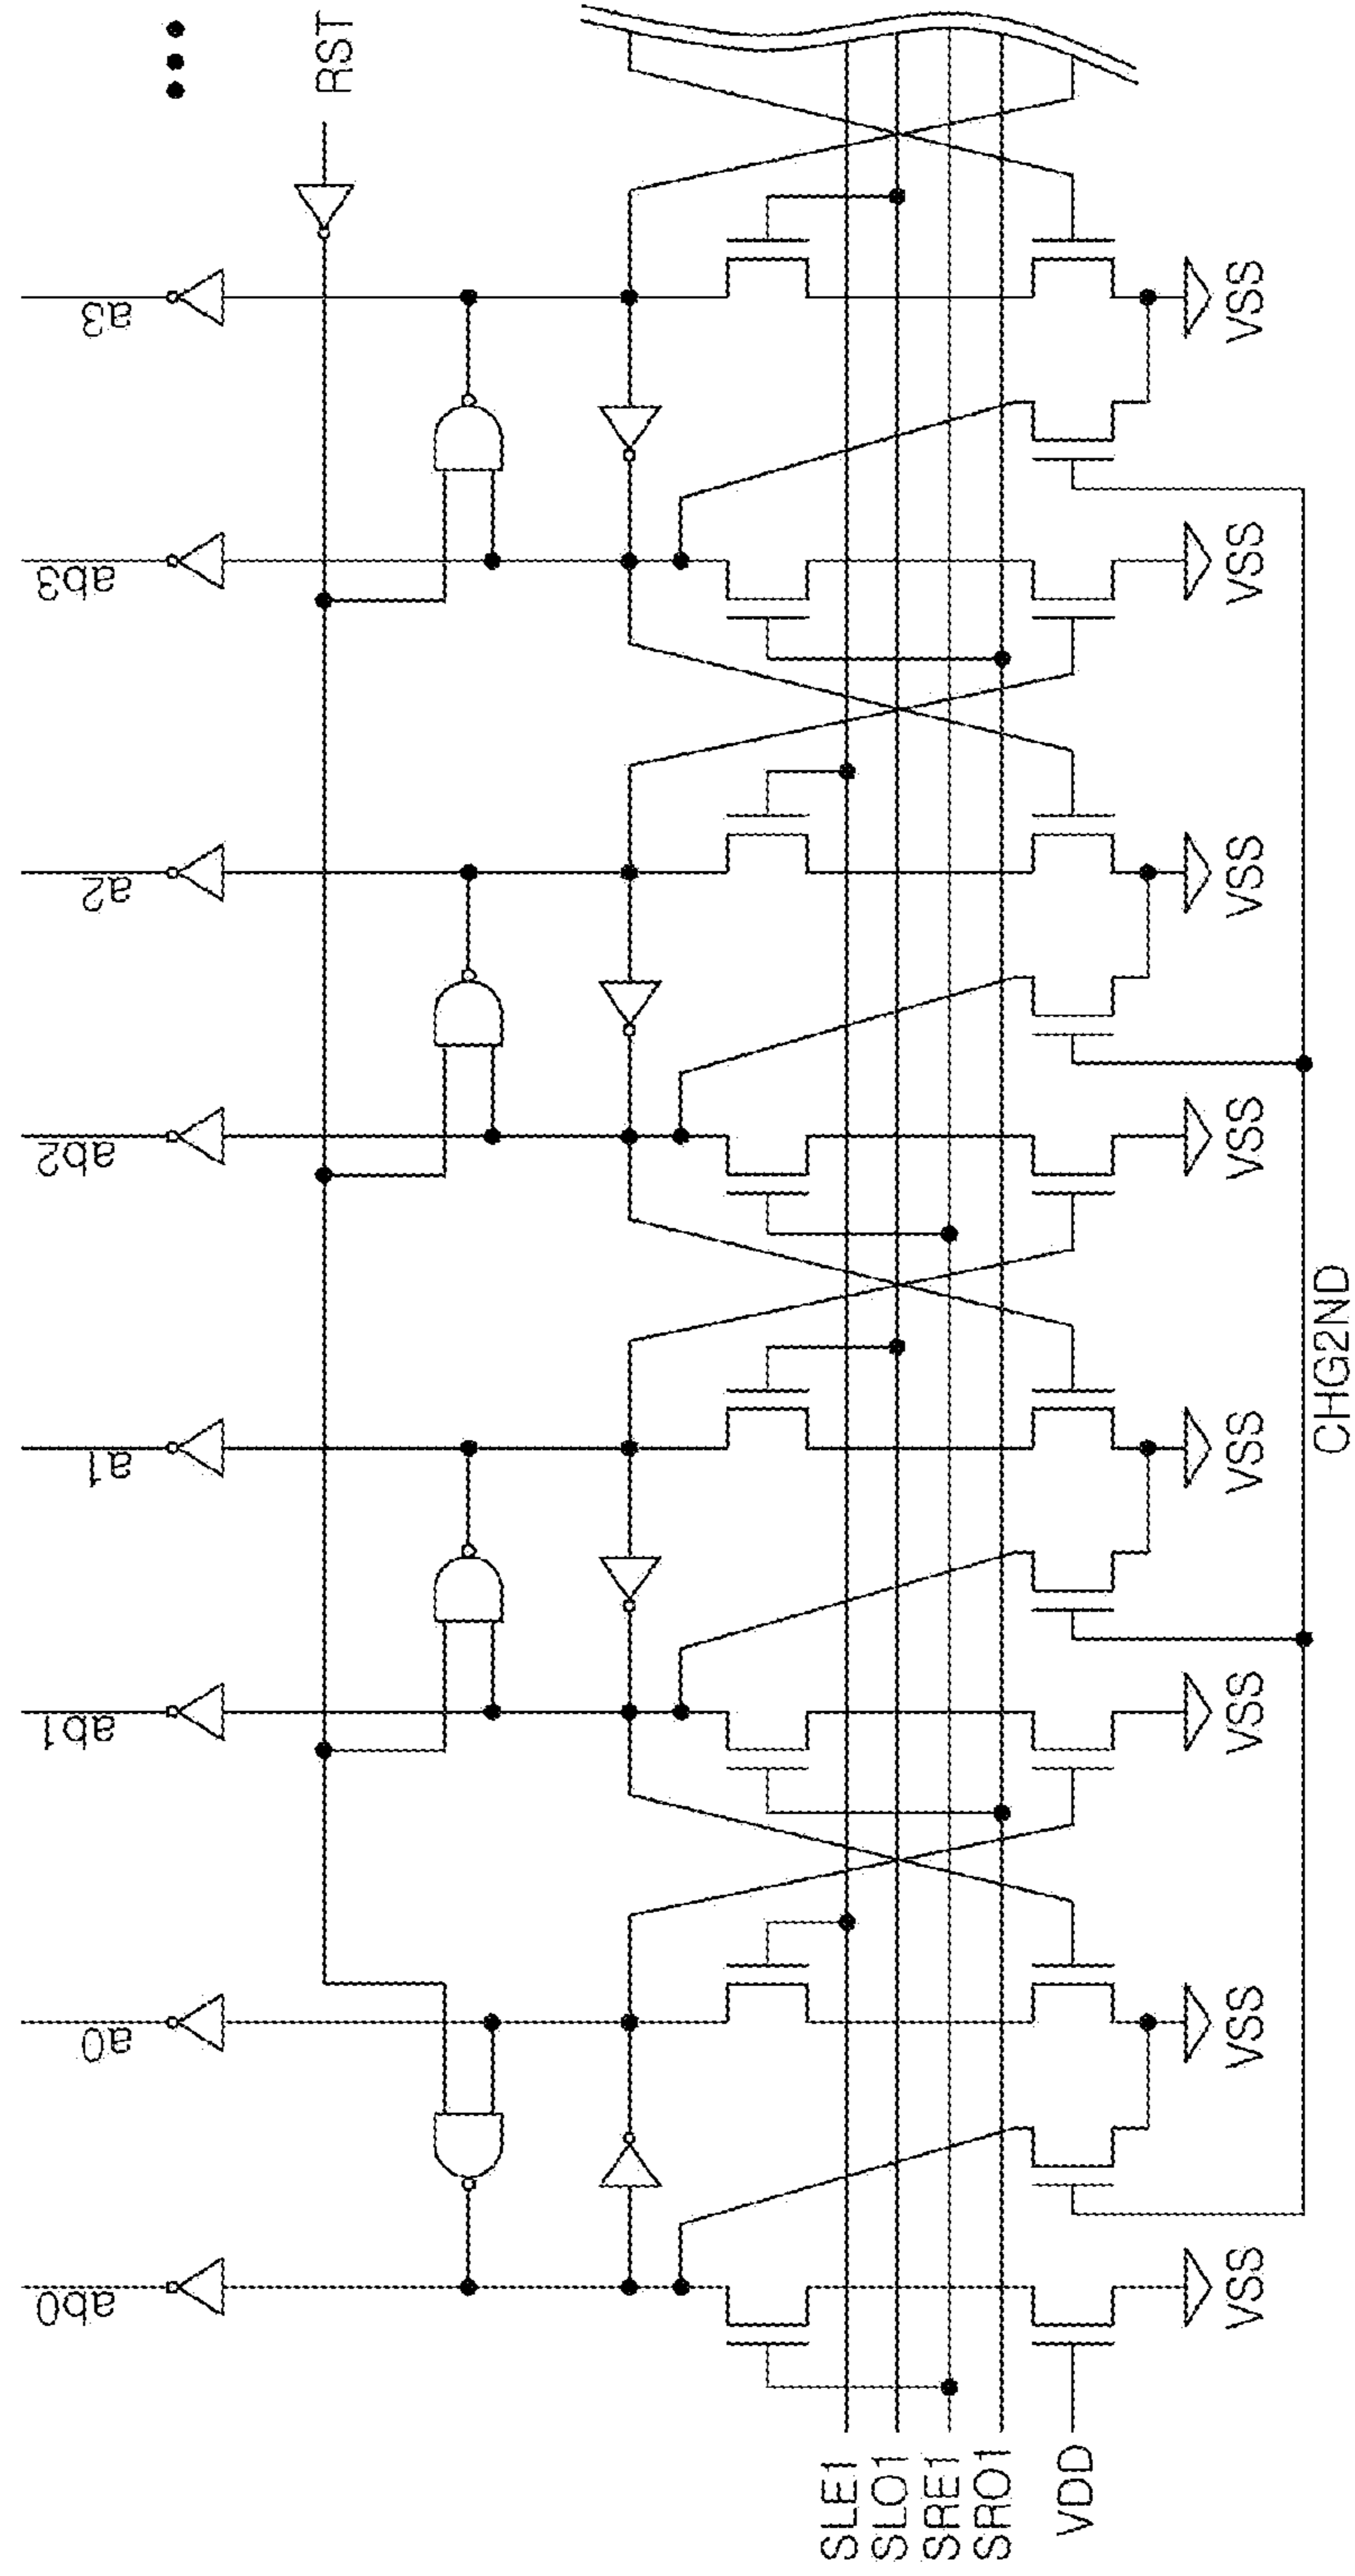 ab0
a0
ab1
a1
ab2
a2
ab3
a3
RST
SLE1
SLO1
SRE1
SRO1
VDD
VSS
VSS
VSS
VSS
VSS
VSS
VSS
VSS
CHG2ND